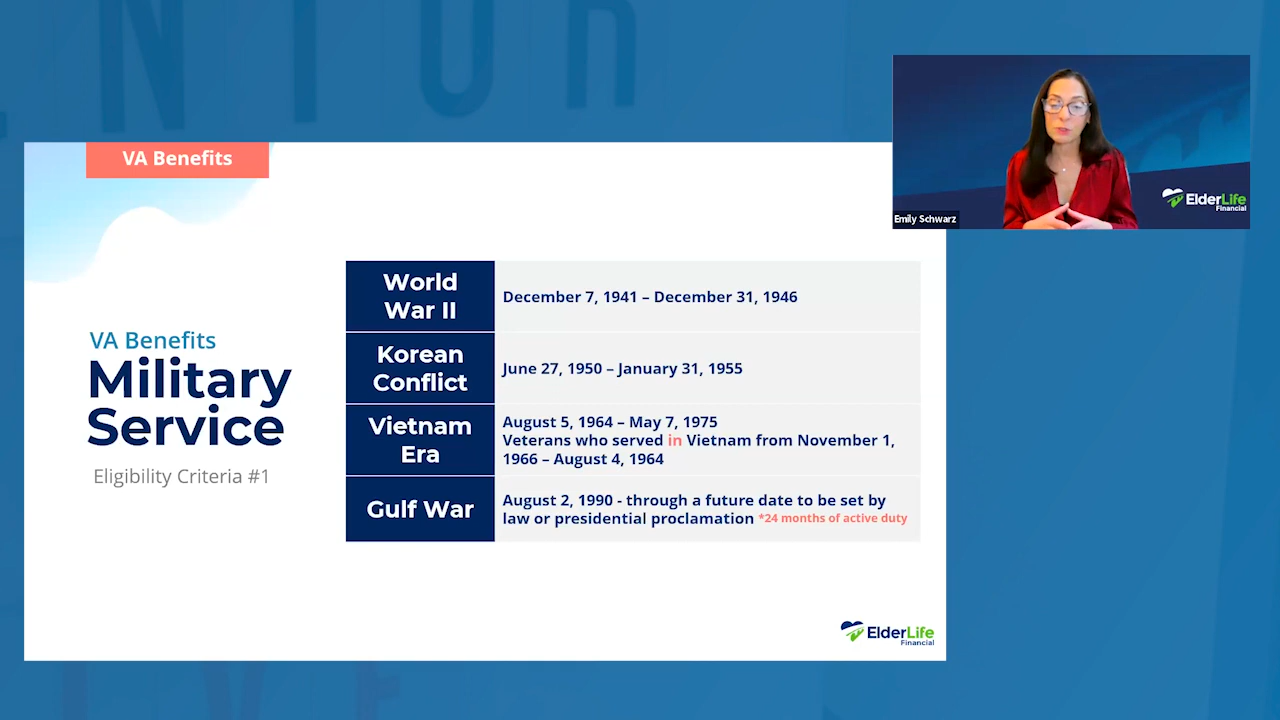 VA Benefits
Emily Schwarz
ElderLife
Financial
VA Benefits
Military
Service
Eligibility Criteria #1
World
War II
December 7, 1941 – December 31, 1946
Korean
Conflict
June 27, 1950 – January 31, 1955
Vietnam
Era
August 5, 1964 – May 7, 1975
Veterans who served in Vietnam from November 1,
1966 – August 4, 1964
Gulf War
August 2, 1990 - through a future date to be set by
law or presidential proclamation *24 months of active duty
ElderLife
Financial